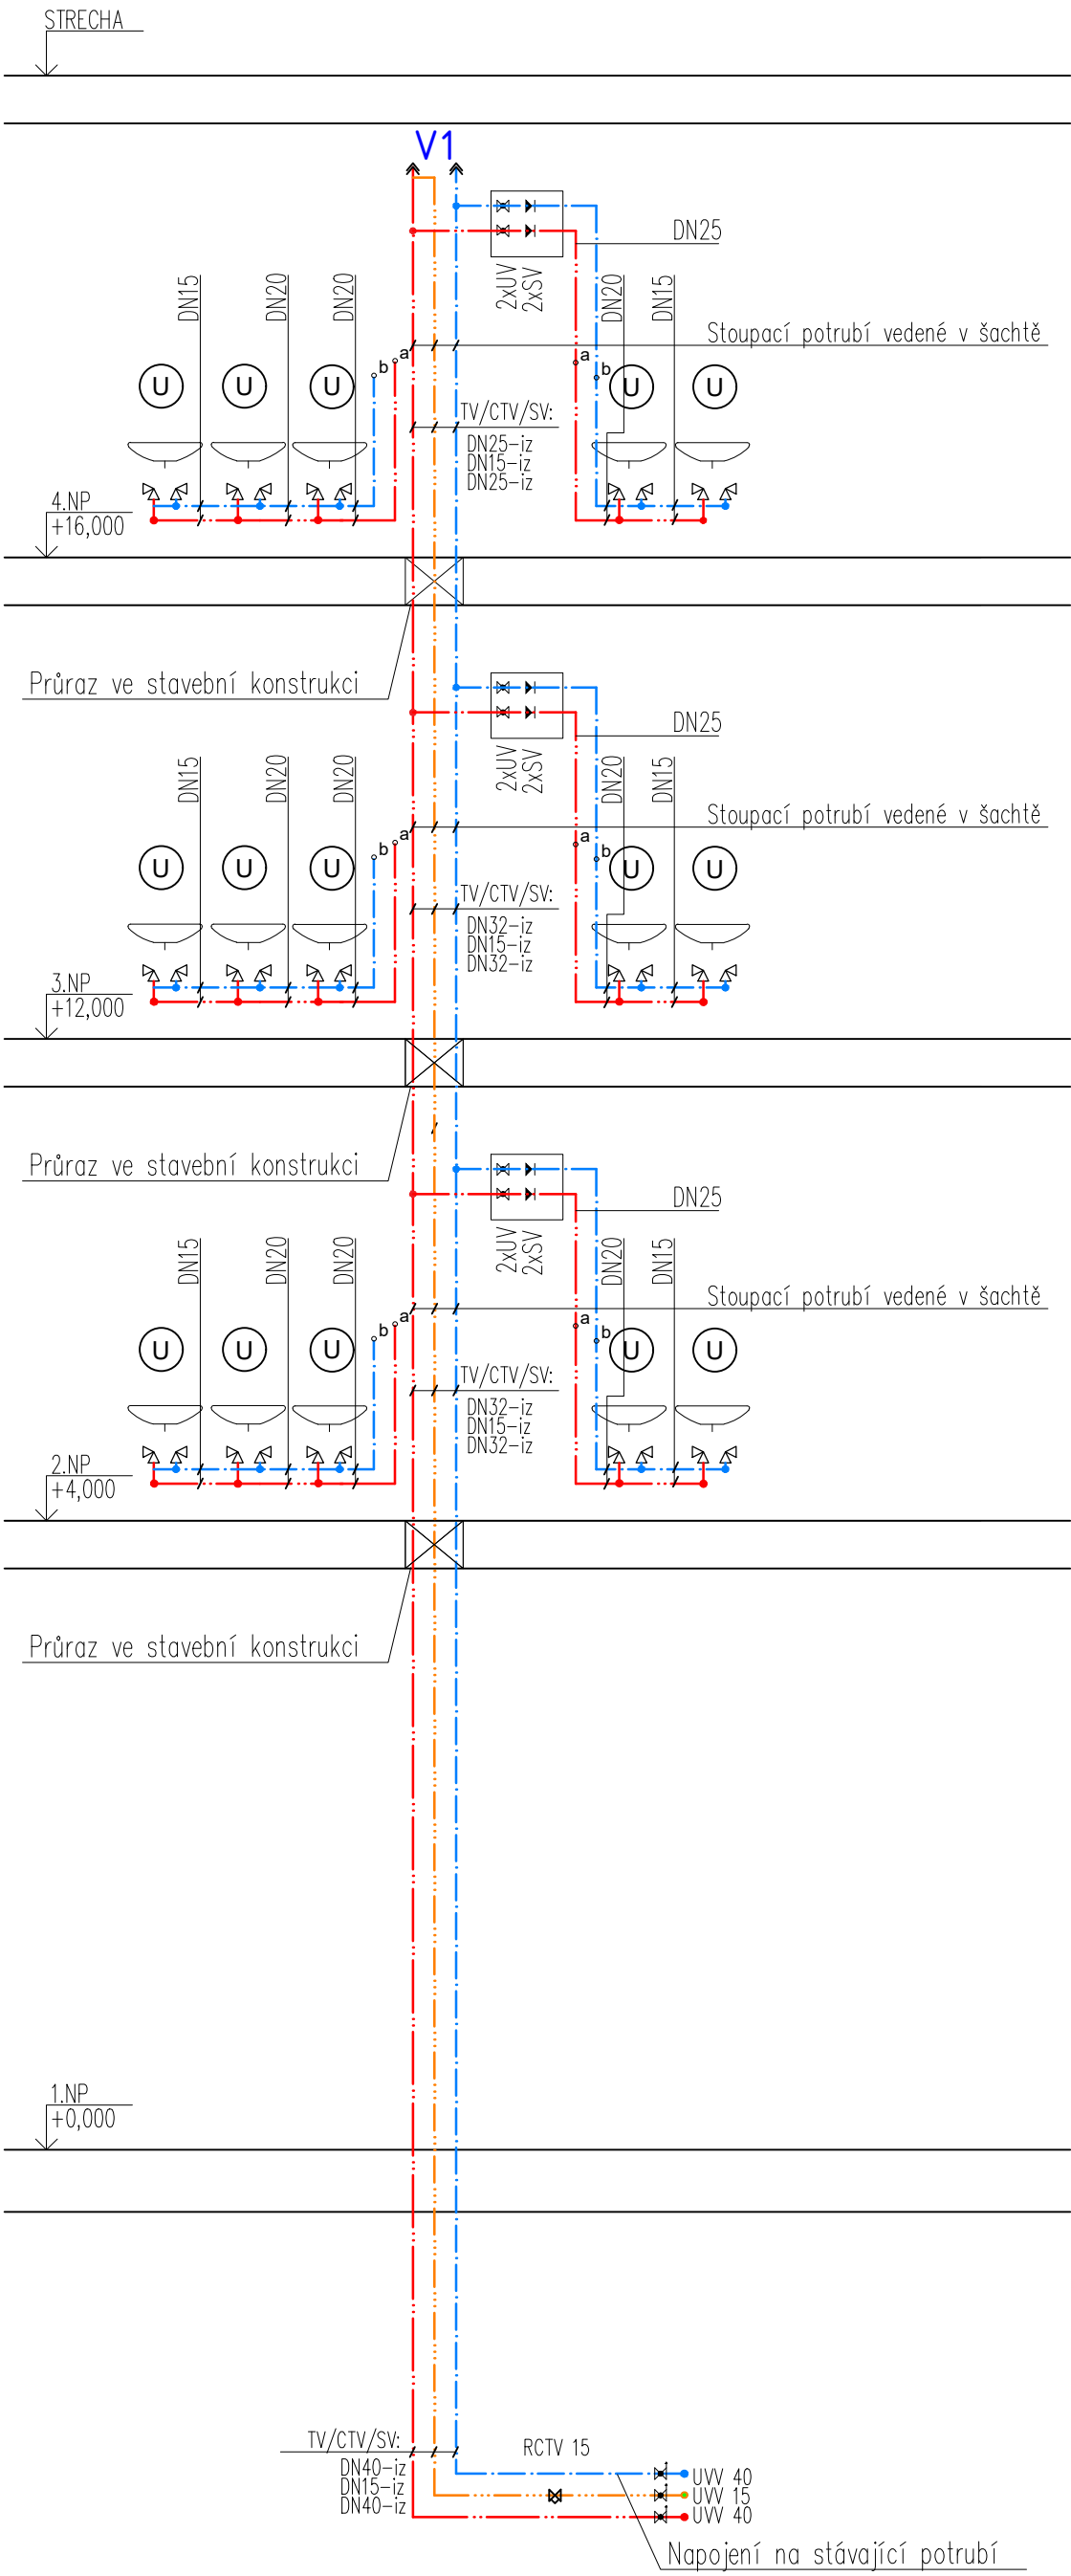 STRECHA
V1
DN25
2xUV
2xSV
DN15
DN20
DN20
DN20
DN15
Stoupací potrubí vedené v šachtě
a
b
a
b
U
U
U
U
U
TV/CTV/SV:
DN25-iz
DN15-iz
DN25-iz
4.NP
+16,000
Průraz ve stavební konstrukci
DN25
2xUV
2xSV
DN15
DN20
DN20
DN20
DN15
Stoupací potrubí vedené v šachtě
a
b
a
b
U
U
U
U
U
TV/CTV/SV:
DN32-iz
DN15-iz
DN32-iz
3.NP
+12,000
Průraz ve stavební konstrukci
DN25
2xUV
2xSV
DN15
DN20
DN20
DN20
DN15
Stoupací potrubí vedené v šachtě
a
b
a
b
U
U
U
U
U
TV/CTV/SV:
DN32-iz
DN15-iz
DN32-iz
2.NP
+4,000
Průraz ve stavební konstrukci
1.NP
+0,000
TV/CTV/SV:
DN40-iz
DN15-iz
DN40-iz
RCTV 15
UVV 40
UVV 15
UVV 40
Napojení na stávající potrubí